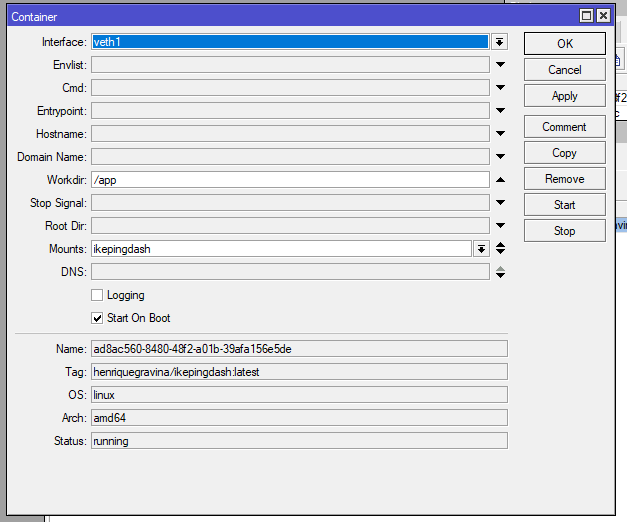 Container
Interface: veth1
OK
Envlist:
Cancel
Cmd:
Apply
Entrypoint:
Hostname:
Comment
Domain Name:
Copy
Workdir: /app
Remove
Stop Signal:
Start
Root Dir:
Stop
Mounts: ikepingdash
DNS:
Logging
Start On Boot
Name: ad8ac560-8480-48f2-a01b-39afa156e5de
Tag: henriquegravina/ikepingdash:latest
OS: linux
Arch: amd64
Status: running